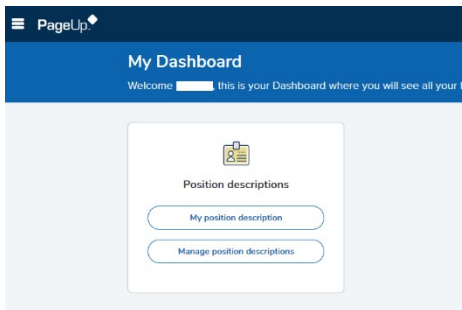 PageUp.
My Dashboard
Welcome , this is your Dashboard where you will see all your
Position descriptions
My position description
Manage position descriptions